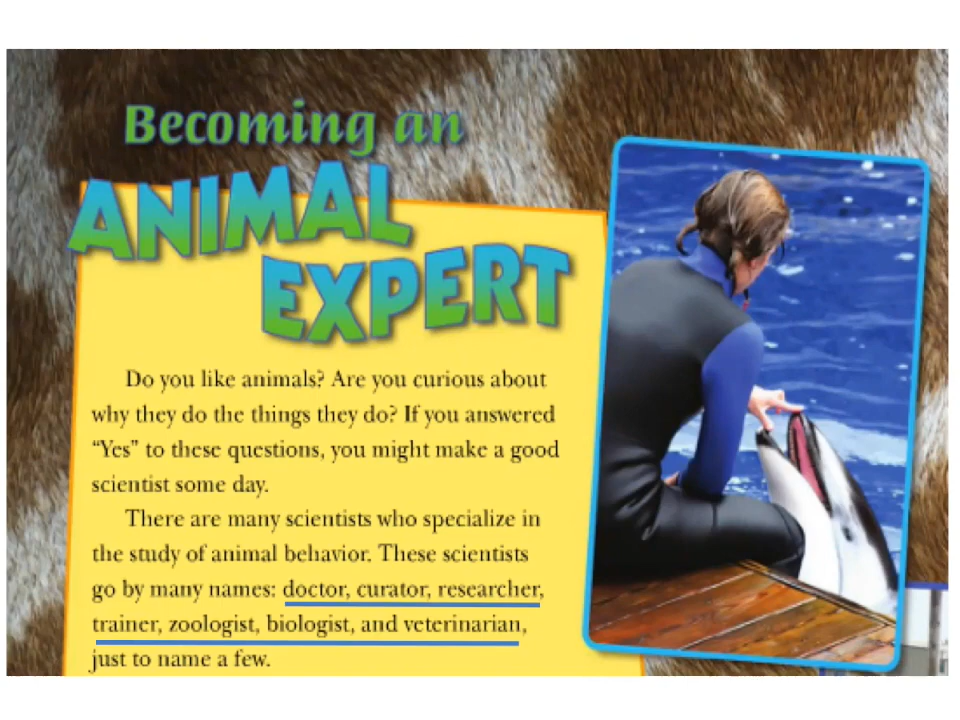 Becoming an
ANIMAL
EXPERT
Do you like animals? Are you curious about
why they do the things they do? If you answered
“Yes” to these questions, you might make a good
scientist some day.
There are many scientists who specialize in
the study of animal behavior. These scientists
go by many names: doctor, curator, researcher,
trainer, zoologist, biologist, and veterinarian,
just to name a few.